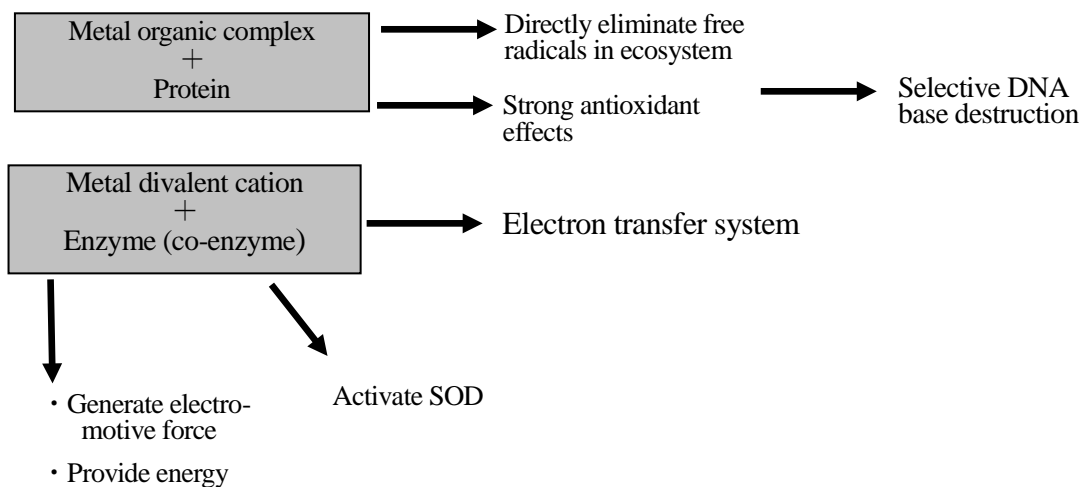 Metal organic complex
+
Protein
Directly eliminate free
radicals in ecosystem
Strong antioxidant
effects
Selective DNA
base destruction
Metal divalent cation
+
Enzyme (co-enzyme)
Electron transfer system
・Generate electro-
motive force
・Provide energy
Activate SOD